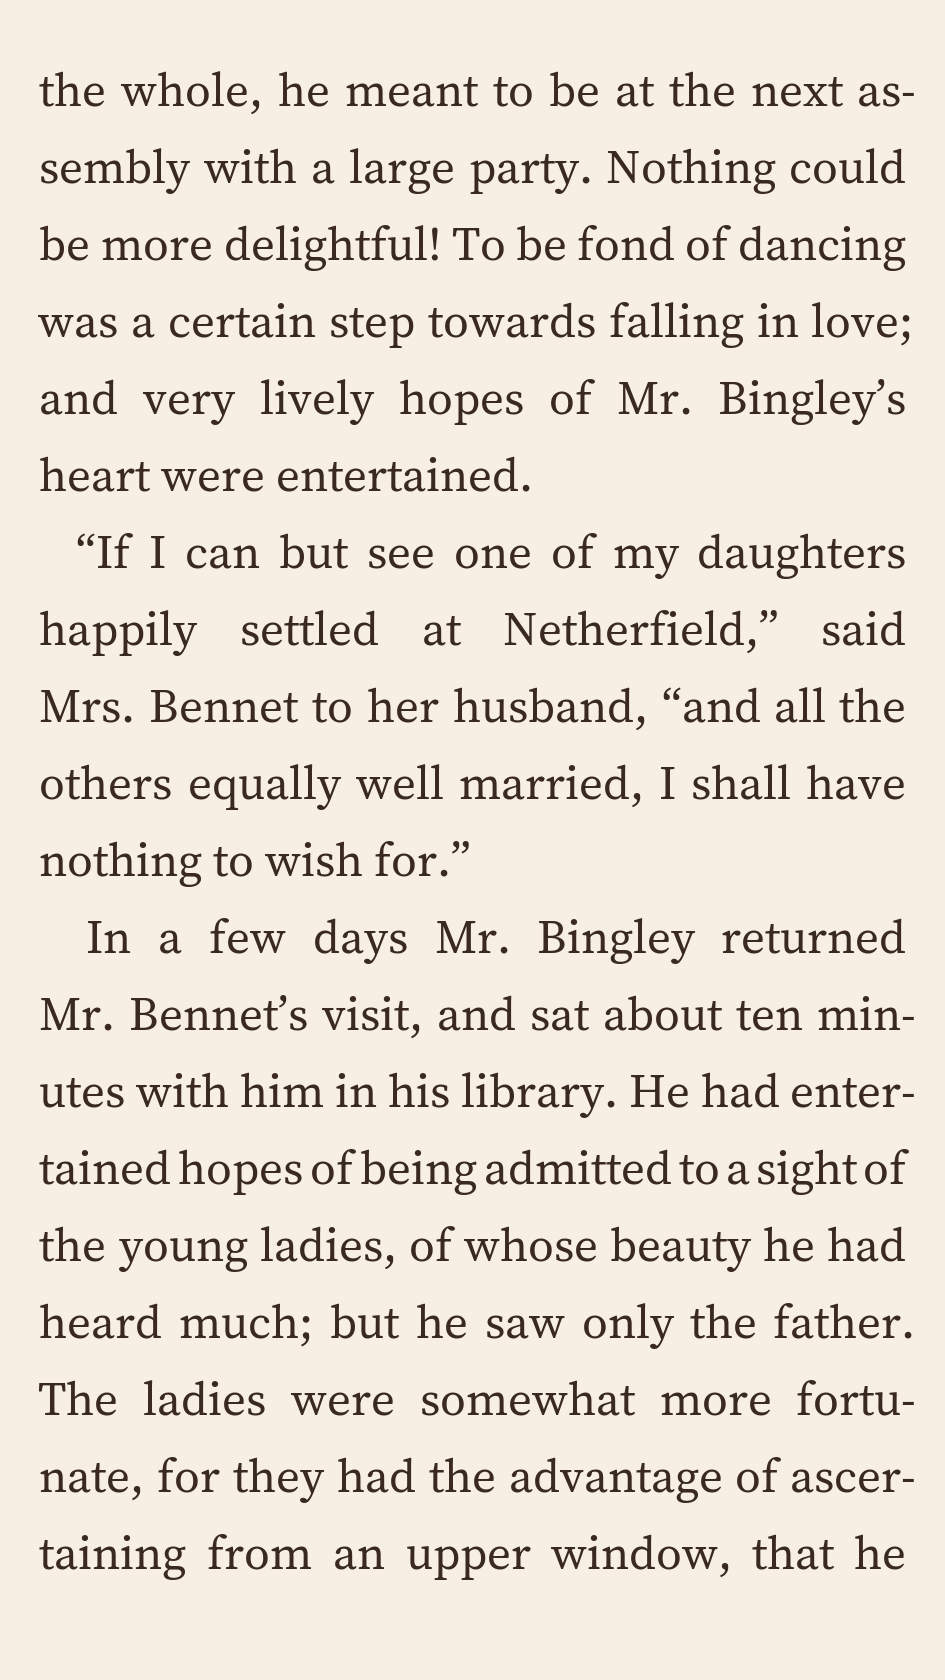 the whole, he meant to be at the next as-
sembly with a large party. Nothing could
be more delightful! To be fond of dancing
was a certain step towards falling in love;
and very lively hopes of Mr. Bingley’s
heart were entertained.
“If I can but see one of my daughters
happily settled at Netherfield,” said
Mrs. Bennet to her husband, “and all the
others equally well married, I shall have
nothing to wish for.”
In a few days Mr. Bingley returned
Mr. Bennet’s visit, and sat about ten min-
utes with him in his library. He had enter-
tained hopes of being admitted to a sight of
the young ladies, of whose beauty he had
heard much; but he saw only the father.
The ladies were somewhat more fortu-
nate, for they had the advantage of ascer-
taining from an upper window, that he